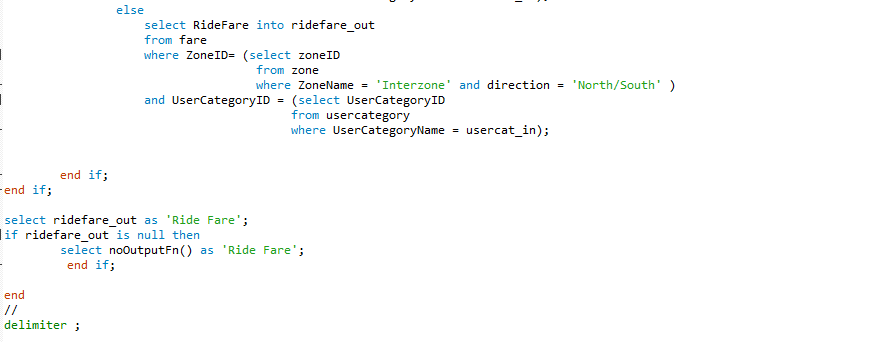 else
select RideFare into ridefare_out
from fare
where ZoneID= (select zoneID
from zone
where ZoneName = 'Interzone' and direction = 'North/South' )
and UserCategoryID = (select UserCategoryID
from usercategory
where UserCategoryName = usercat_in);
end if;
end if;
select ridefare_out as 'Ride Fare';
if ridefare_out is null then
select noOutputFn() as 'Ride Fare';
end if;
end
//
delimiter ;